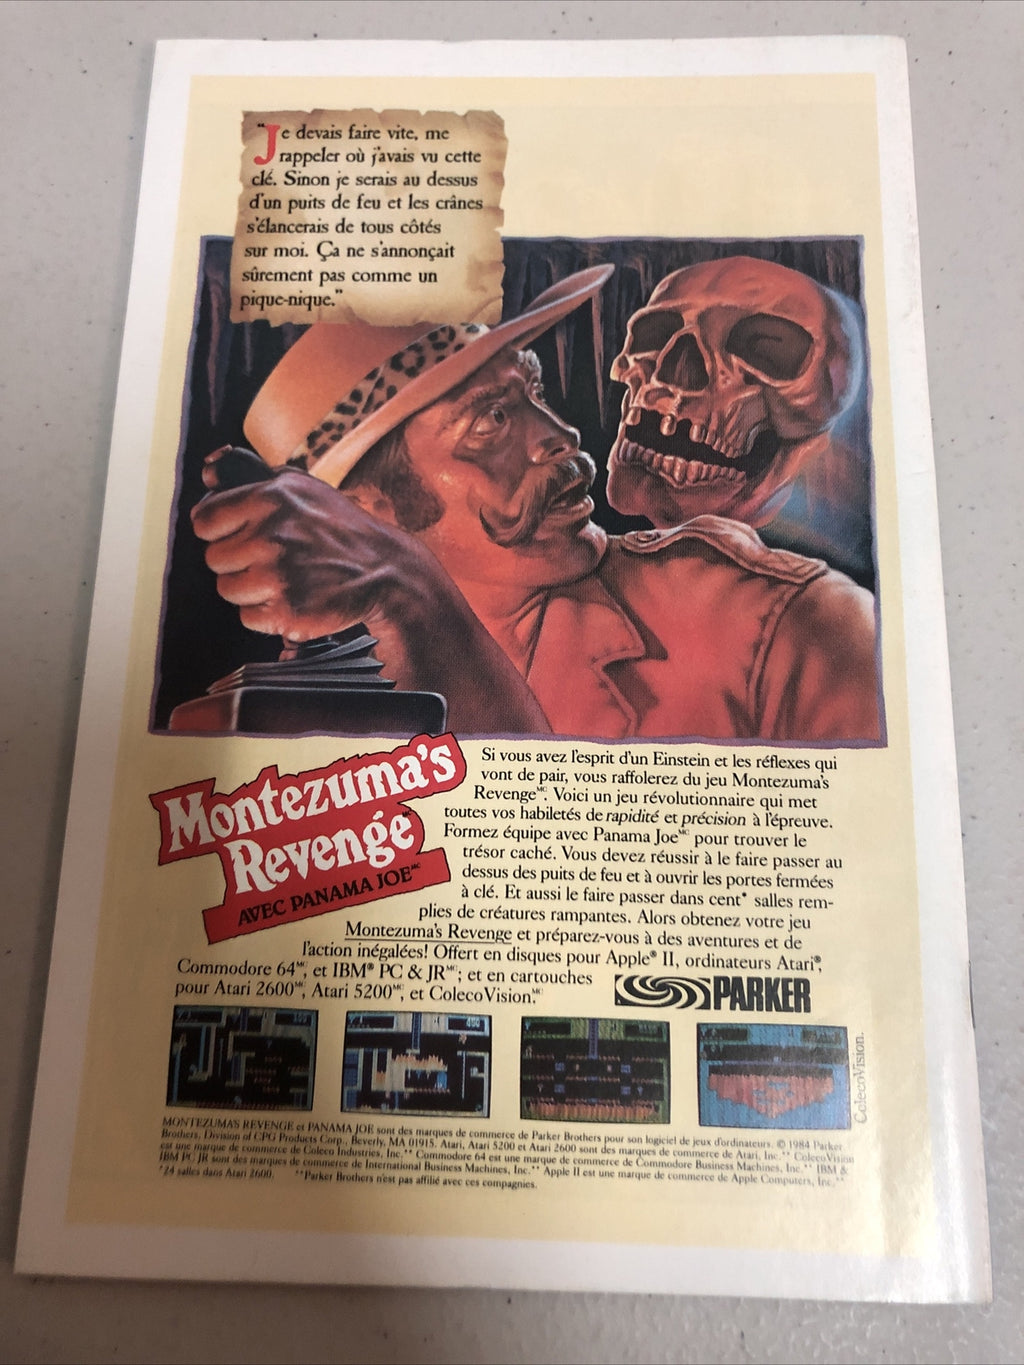 "Je devais faire vite, me
rappeler où j'avais vu cette
clé. Sinon je serais au dessus
d'un puits de feu et les crânes
s'élancerais de tous côtés
sur moi. Ça ne s'annonçait
sûrement pas comme un
pique-nique."
Montezuma's
Revenge MC
AVEC PANAMA JOE MC
Si vous avez l'esprit d'un Einstein et les réflexes qui
vont de pair, vous raffolerez du jeu Montezuma's
Revenge MC. Voici un jeu révolutionnaire qui met
toutes vos habiletés de rapidité et précision à l'épreuve.
Formez équipe avec Panama Joe MC pour trouver le
trésor caché. Vous devez réussir à le faire passer au
dessus des puits de feu et à ouvrir les portes fermées
à clé. Et aussi le faire passer dans cent* salles rem-
plies de créatures rampantes. Alors obtenez votre jeu
Montezuma's Revenge et préparez-vous à des aventures et de
l'action inégalées! Offert en disques pour Apple® II, ordinateurs Atari®,
Commodore 64 MC, et IBM® PC & JR MC; et en cartouches
pour Atari 2600 MC, Atari 5200 MC, et ColecoVision. MC
PARKER
ColecoVision.
MONTEZUMA'S REVENGE et PANAMA JOE sont des marques de commerce de Parker Brothers pour son logiciel de jeux d'ordinateurs. © 1984 Parker
Brothers, Division of CPG Products Corp., Beverly, MA 01915. Atari, Atari 5200 et Atari 2600 sont des marques de commerce de Atari, Inc.** ColecoVision
est une marque de commerce de Coleco Industries, Inc.** Commodore 64 est une marque de commerce de Commodore Business Machines, Inc.** IBM &
IBM PC JR sont des marques de commerce de International Business Machines, Inc.** Apple II est une marque de commerce de Apple Computers, Inc.**
*24 salles dans Atari 2600. **Parker Brothers n'est pas affilié avec ces compagnies.